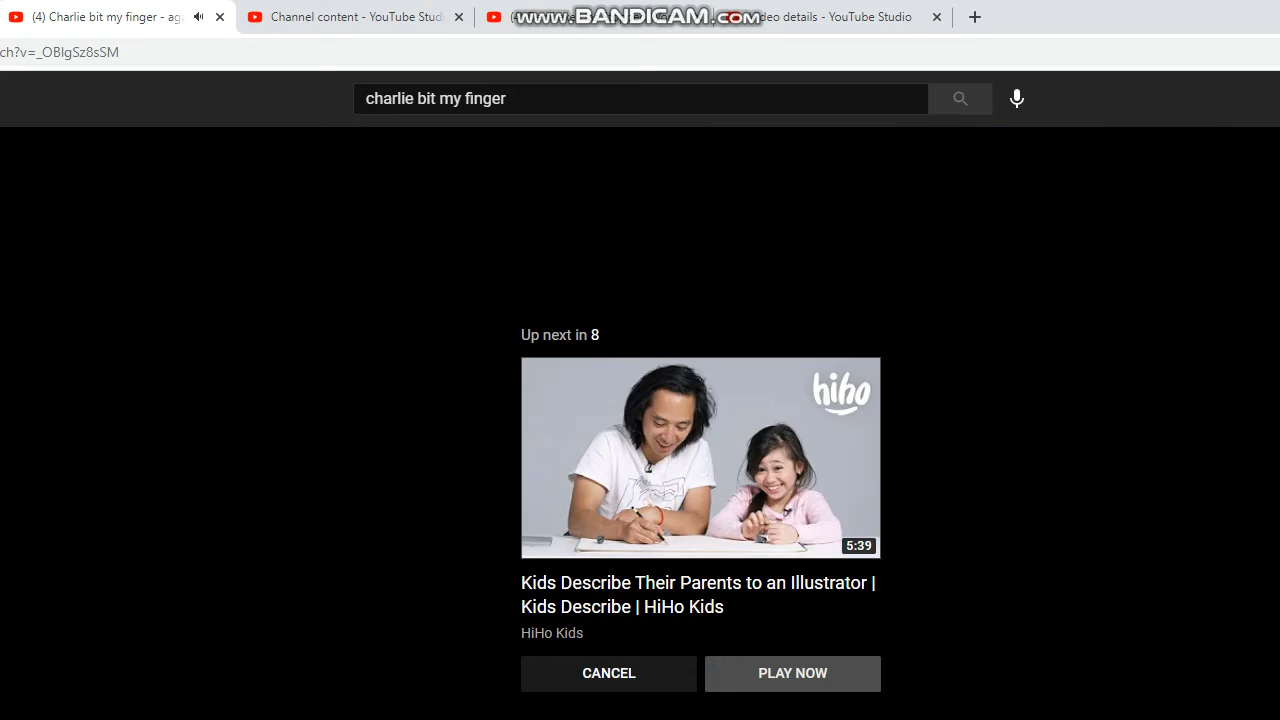 (4) Charlie bit my finger - aga
Channel content - YouTube Studi
www.BANDICAM.com
deo details - YouTube Studio
ch?v=_OBlgSz8sSM
charlie bit my finger
Up next in 8
hiho
5:39
Kids Describe Their Parents to an Illustrator |
Kids Describe | HiHo Kids
HiHo Kids
CANCEL
PLAY NOW